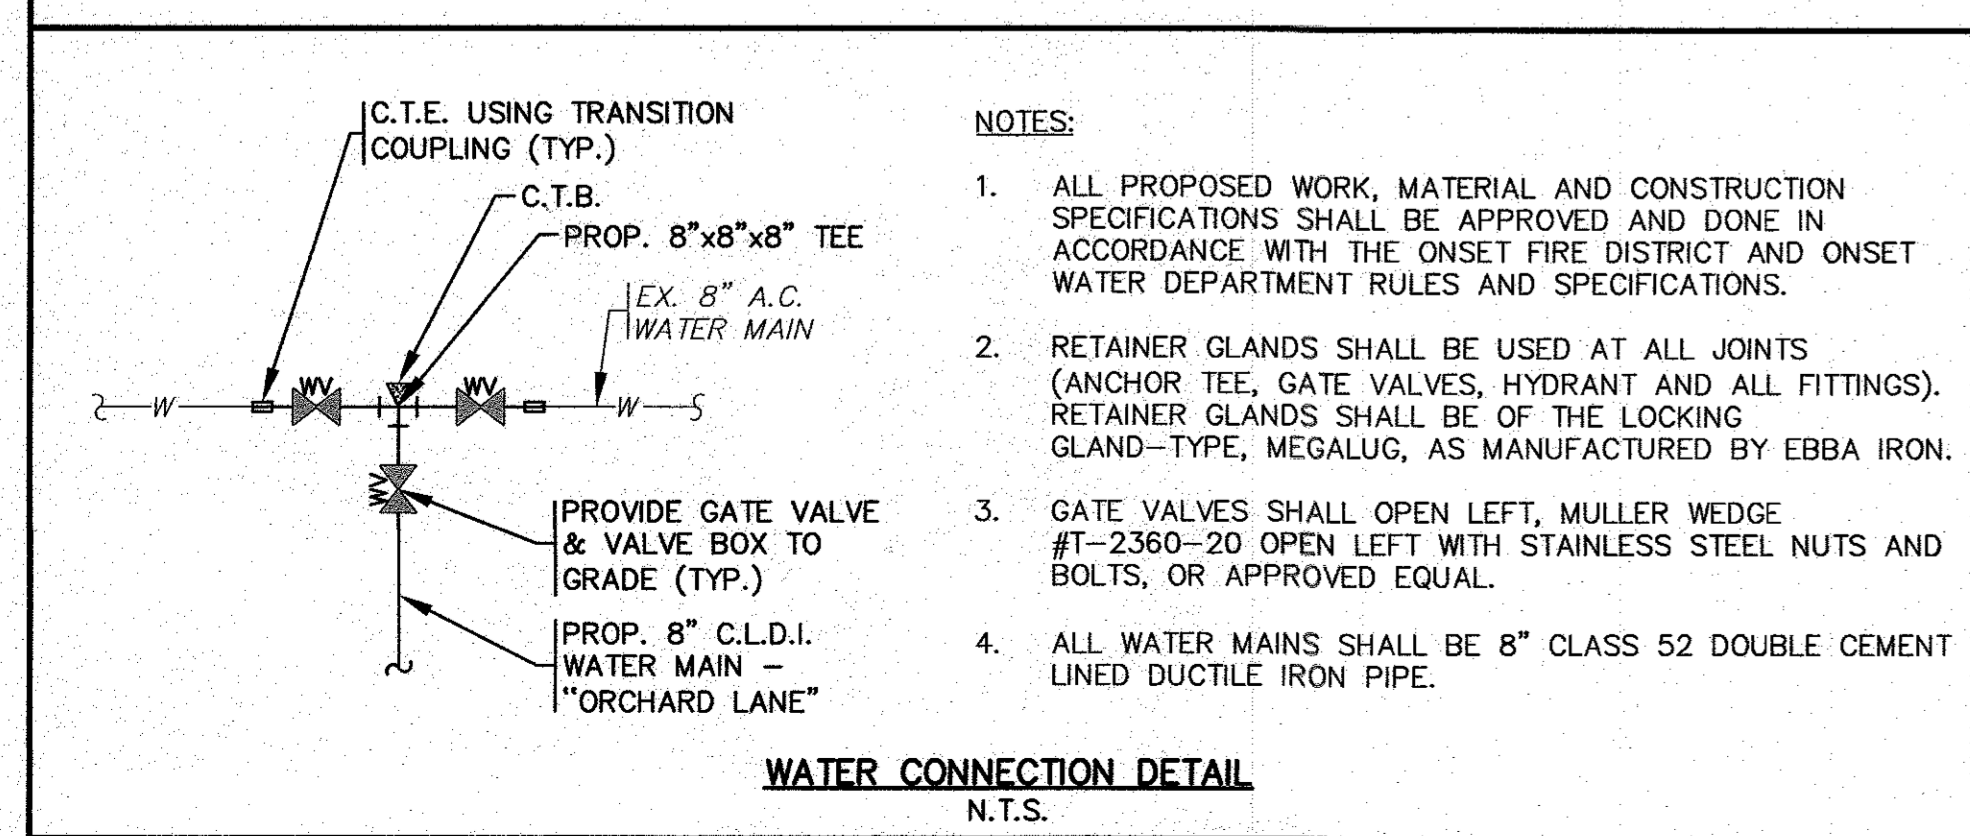 C.T.E. USING TRANSITION
COUPLING (TYP.)
C.T.B.
PROP. 8"x8"x8" TEE
EX. 8" A.C.
WATER MAIN
W
WV
WV
W
WV
PROVIDE GATE VALVE
& VALVE BOX TO
GRADE (TYP.)
PROP. 8" C.L.D.I.
WATER MAIN –
"ORCHARD LANE"
NOTES:
1. ALL PROPOSED WORK, MATERIAL AND CONSTRUCTION
SPECIFICATIONS SHALL BE APPROVED AND DONE IN
ACCORDANCE WITH THE ONSET FIRE DISTRICT AND ONSET
WATER DEPARTMENT RULES AND SPECIFICATIONS.
2. RETAINER GLANDS SHALL BE USED AT ALL JOINTS
(ANCHOR TEE, GATE VALVES, HYDRANT AND ALL FITTINGS).
RETAINER GLANDS SHALL BE OF THE LOCKING
GLAND–TYPE, MEGALUG, AS MANUFACTURED BY EBBA IRON.
3. GATE VALVES SHALL OPEN LEFT, MULLER WEDGE
#T–2360–20 OPEN LEFT WITH STAINLESS STEEL NUTS AND
BOLTS, OR APPROVED EQUAL.
4. ALL WATER MAINS SHALL BE 8" CLASS 52 DOUBLE CEMENT
LINED DUCTILE IRON PIPE.
WATER CONNECTION DETAIL
N.T.S.